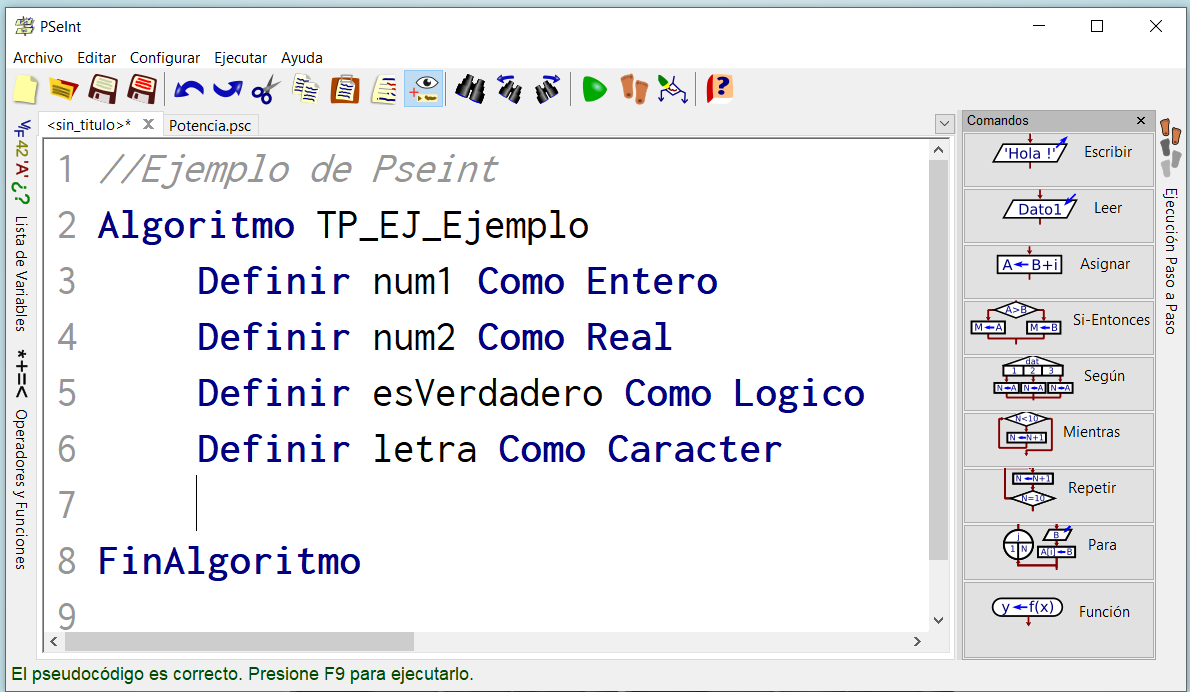 PSeInt
Archivo Editar Configurar Ejecutar Ayuda
<sin_titulo>* Potencia.psc
42 'A' ¿?
Lista de Variables
*+=<
Operadores y Funciones
1 //Ejemplo de Pseint
2 Algoritmo TP_EJ_Ejemplo
3 Definir num1 Como Entero
4 Definir num2 Como Real
5 Definir esVerdadero Como Logico
6 Definir letra Como Caracter
7
8 FinAlgoritmo
9
Comandos
'Hola !' Escribir
Dato1 Leer
A←B+i Asignar
A>B
M←A M←B
Si-Entonces
dat
1 2 3
N←A N←A N←A
Según
N<10
N←N+1
Mientras
N←N+1
N=10
Repetir
i
1 N
B
A[i]←B
Para
y←f(x) Función
Ejecución Paso a Paso
El pseudocódigo es correcto. Presione F9 para ejecutarlo.